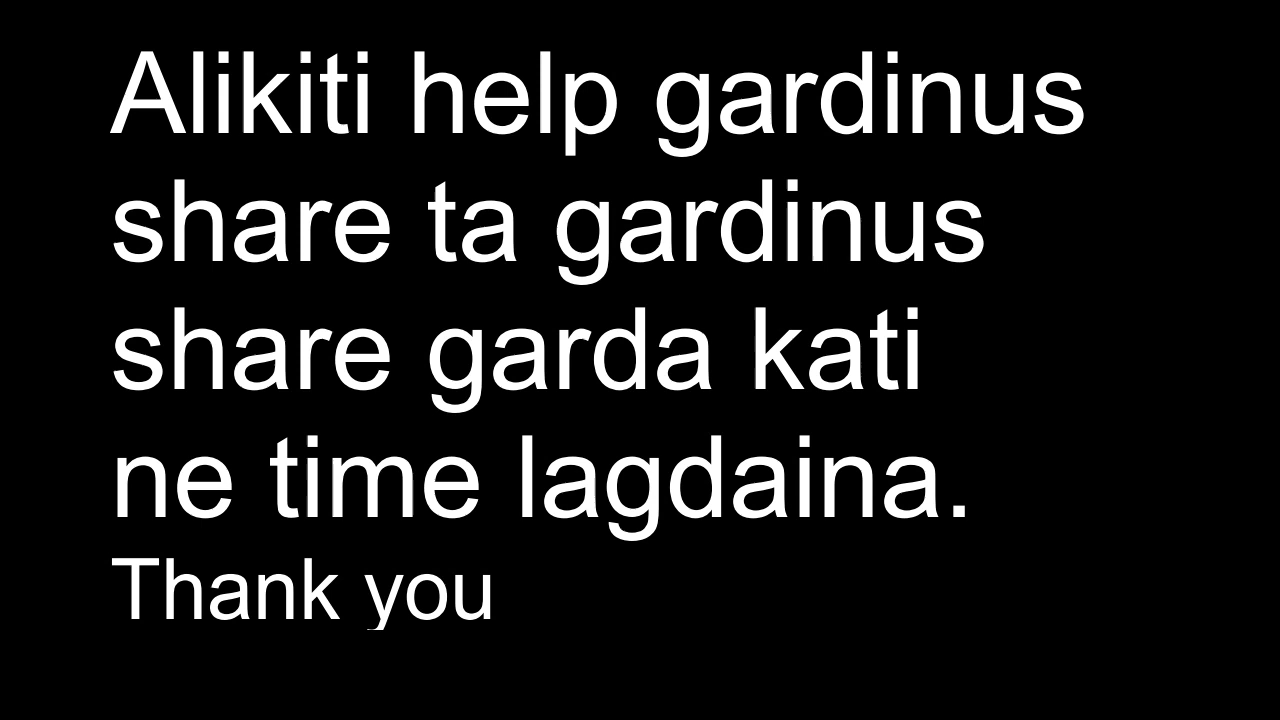 Alikiti help gardinus
share ta gardinus
share garda kati
ne time lagdaina.
Thank you